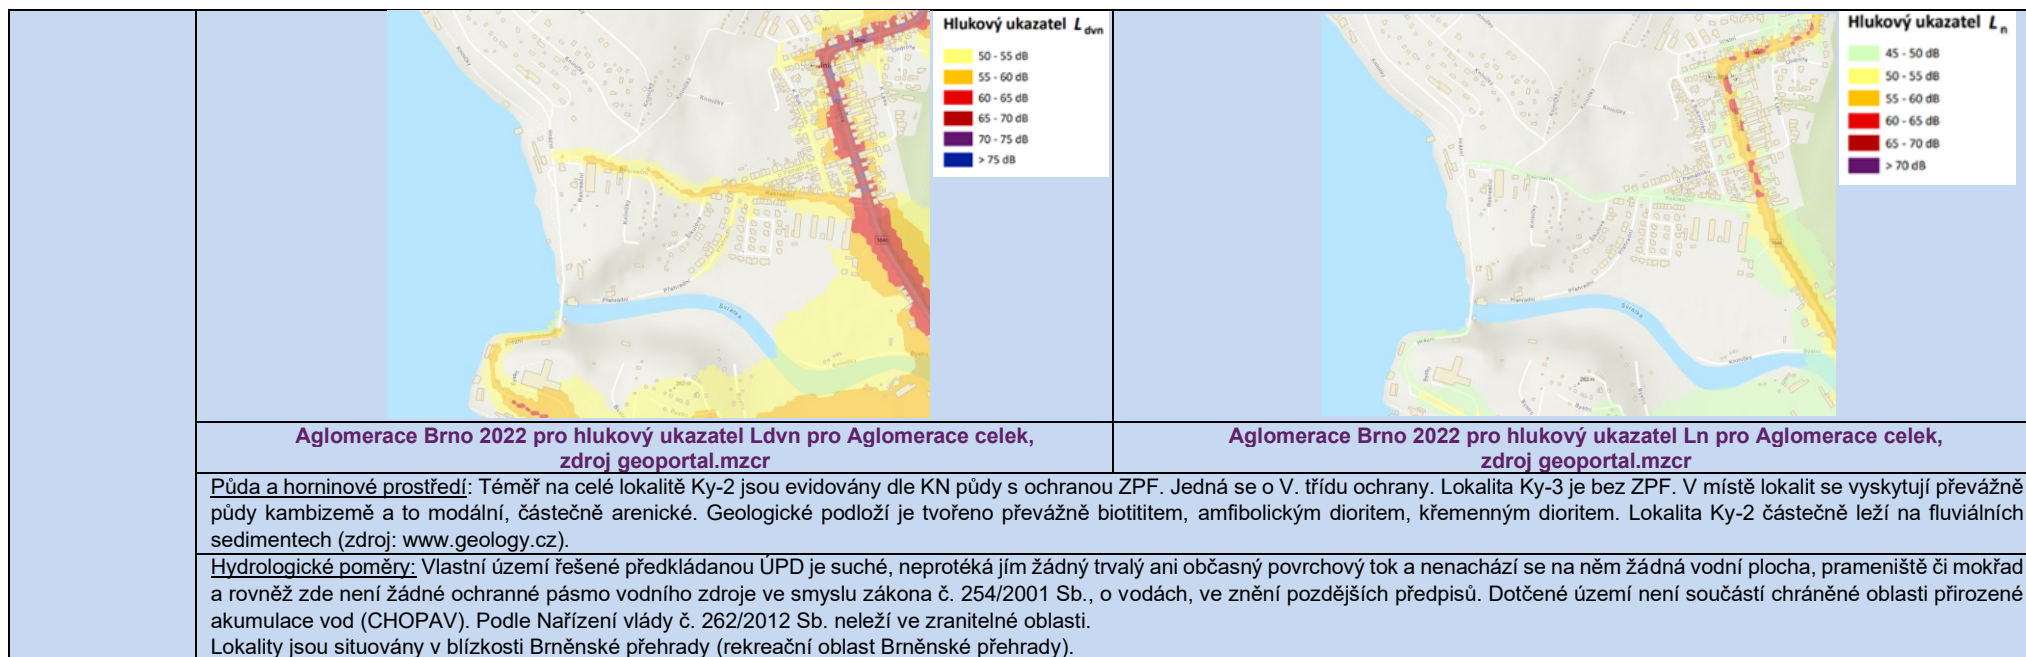 Hlukový ukazatel L dvn
50 - 55 dB
55 - 60 dB
60 - 65 dB
65 - 70 dB
70 - 75 dB
> 75 dB
Hlukový ukazatel L n
45 - 50 dB
50 - 55 dB
55 - 60 dB
60 - 65 dB
65 - 70 dB
> 70 dB
Rekreační
Přehradní
Svratka
Přehradní
Svratka
Aglomerace Brno 2022 pro hlukový ukazatel Ldvn pro Aglomerace celek,
zdroj geoportal.mzcr
Aglomerace Brno 2022 pro hlukový ukazatel Ln pro Aglomerace celek,
zdroj geoportal.mzcr
Půda a horninové prostředí: Téměř na celé lokalitě Ky-2 jsou evidovány dle KN půdy s ochranou ZPF. Jedná se o V. třídu ochrany. Lokalita Ky-3 je bez ZPF. V místě lokalit se vyskytují převážně
půdy kambizemě a to modální, částečně arenické. Geologické podloží je tvořeno převážně biotititem, amfibolickým dioritem, křemenným dioritem. Lokalita Ky-2 částečně leží na fluviálních
sedimentech (zdroj: www.geology.cz).
Hydrologické poměry: Vlastní území řešené předkládanou ÚPD je suché, neprotéká jím žádný trvalý ani občasný povrchový tok a nenachází se na něm žádná vodní plocha, prameniště či mokřad
a rovněž zde není žádné ochranné pásmo vodního zdroje ve smyslu zákona č. 254/2001 Sb., o vodách, ve znění pozdějších předpisů. Dotčené území není součástí chráněné oblasti přirozené
akumulace vod (CHOPAV). Podle Nařízení vlády č. 262/2012 Sb. neleží ve zranitelné oblasti.
Lokality jsou situovány v blízkosti Brněnské přehrady (rekreační oblast Brněnské přehrady).